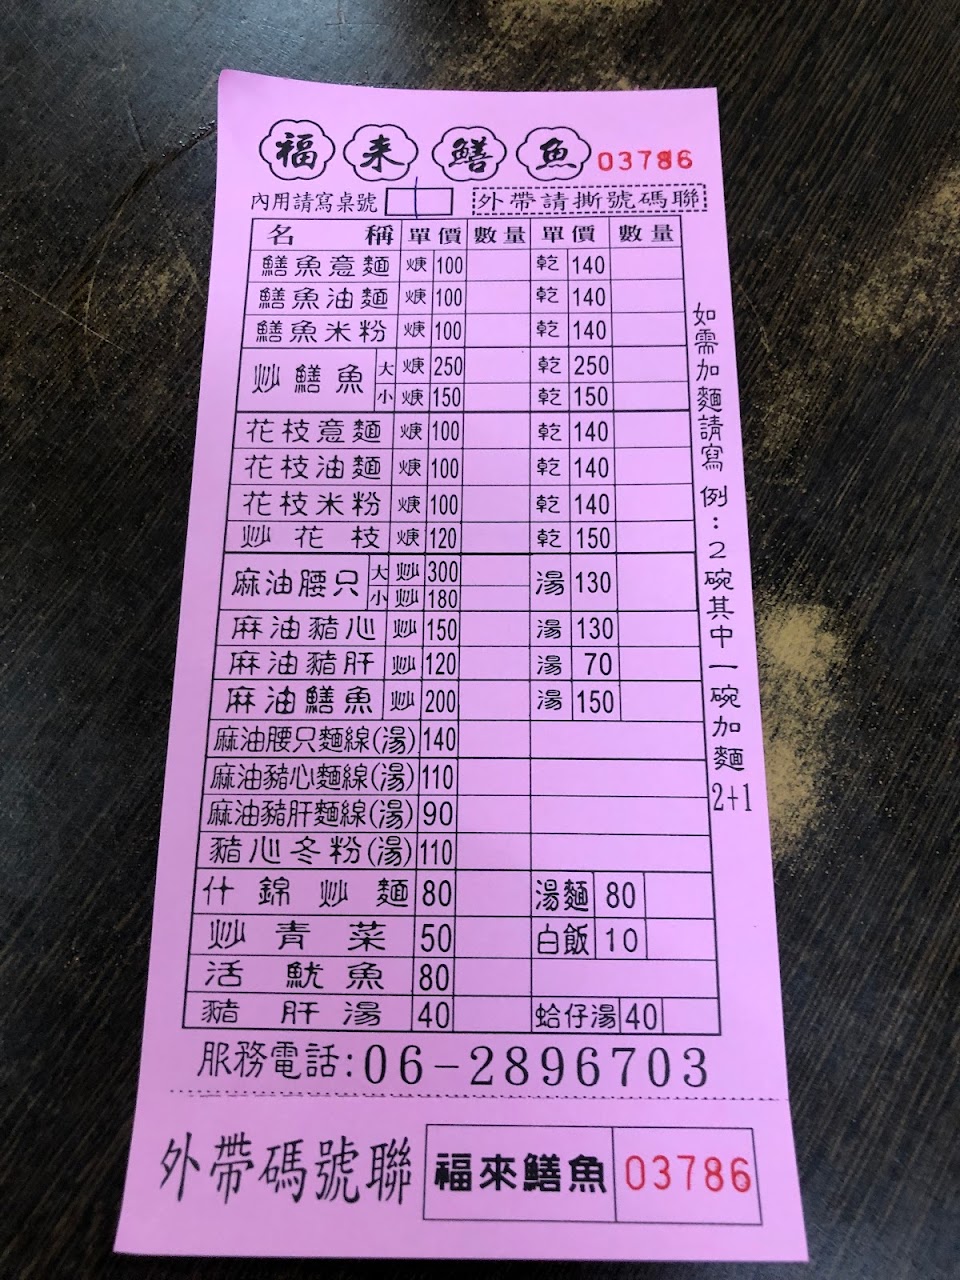 福来鱔魚 03786
內用請寫桌號 外帶請撕號碼聯
名稱 單價 數量 單價 數量
鱔魚意麵 焿 100 乾 140
鱔魚油麵 焿 100 乾 140
鱔魚米粉 焿 100 乾 140
炒鱔魚 大 焿 250 乾 250
小 焿 150 乾 150
花枝意麵 焿 100 乾 140
花枝油麵 焿 100 乾 140
花枝米粉 焿 100 乾 140
炒花枝 焿 120 乾 150
麻油腰只 大 炒 300 湯 130
小 炒 180
麻油豬心 炒 150 湯 130
麻油豬肝 炒 120 湯 70
麻油鱔魚 炒 200 湯 150
麻油腰只麵線(湯) 140
麻油豬心麵線(湯) 110
麻油豬肝麵線(湯) 90
豬心冬粉(湯) 110
什錦炒麵 80 湯麵 80
炒青菜 50 白飯 10
活魷魚 80
豬肝湯 40 蛤仔湯 40
如需加麵請寫 例:2碗其中一碗加麵 2+1
服務電話:06-2896703
外帶碼號聯 福來鱔魚 03786